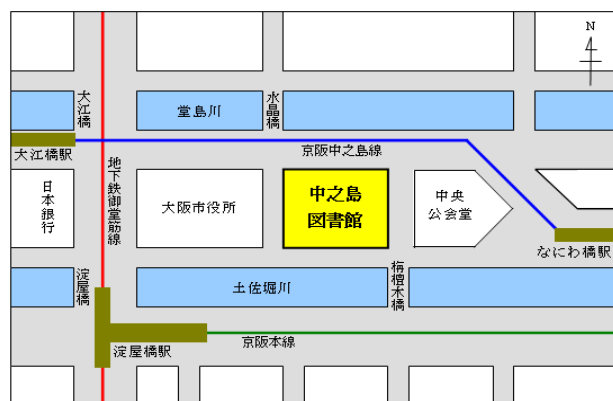 N
大江橋
堂島川
水晶橋
大江橋駅
京阪中之島線
地下鉄御堂筋線
日本
銀行
大阪市役所
中之島
図書館
中央
公会堂
なにわ橋駅
淀屋橋
土佐堀川
栴檀木橋
淀屋橋駅
京阪本線